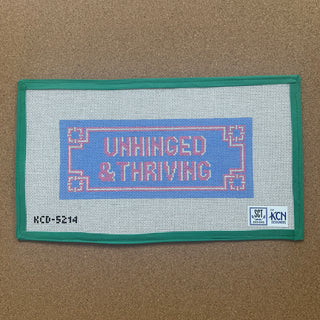 UNHINGED
& THRIVING
KCD-5214
KCN